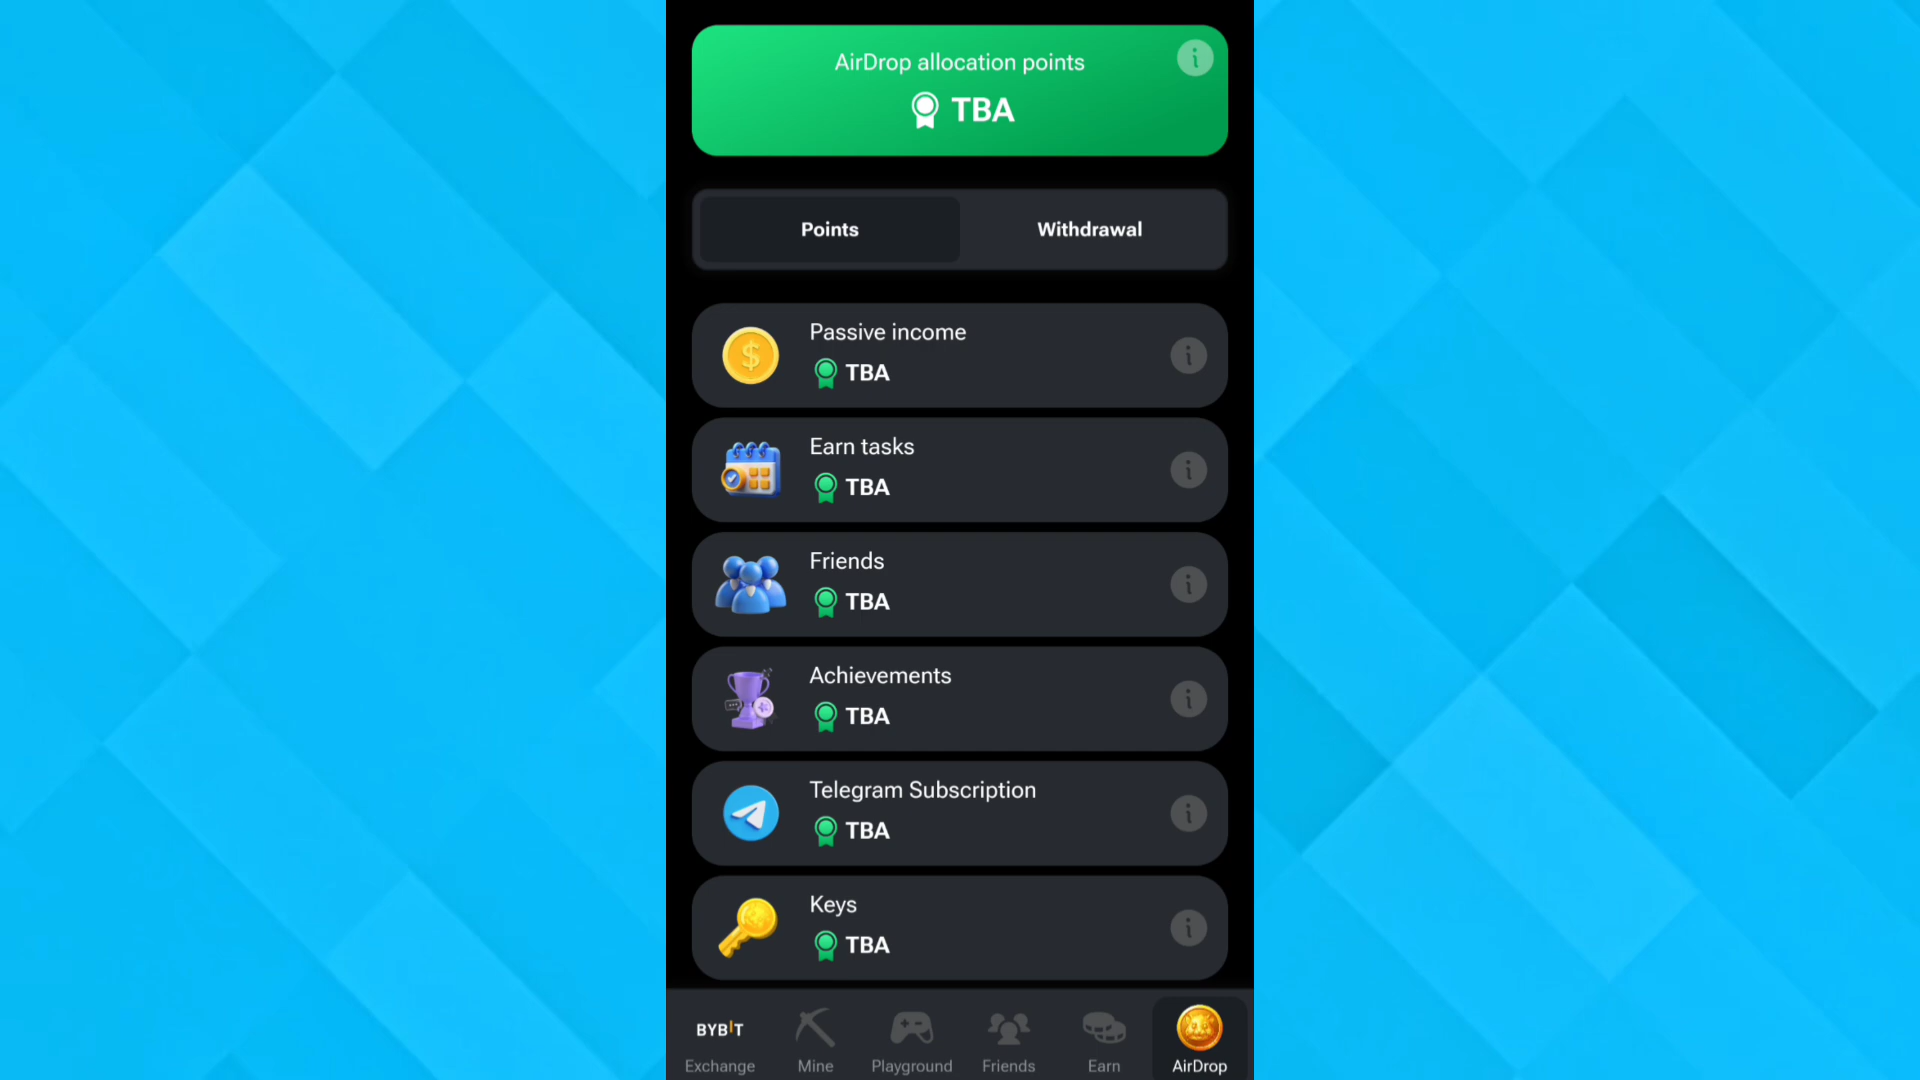 AirDrop allocation points
TBA
Points
Withdrawal
Passive income
TBA
Earn tasks
TBA
Friends
TBA
Achievements
TBA
Telegram Subscription
TBA
Keys
TBA
BYBIT
Exchange
Mine
Playground
Friends
Earn
AirDrop